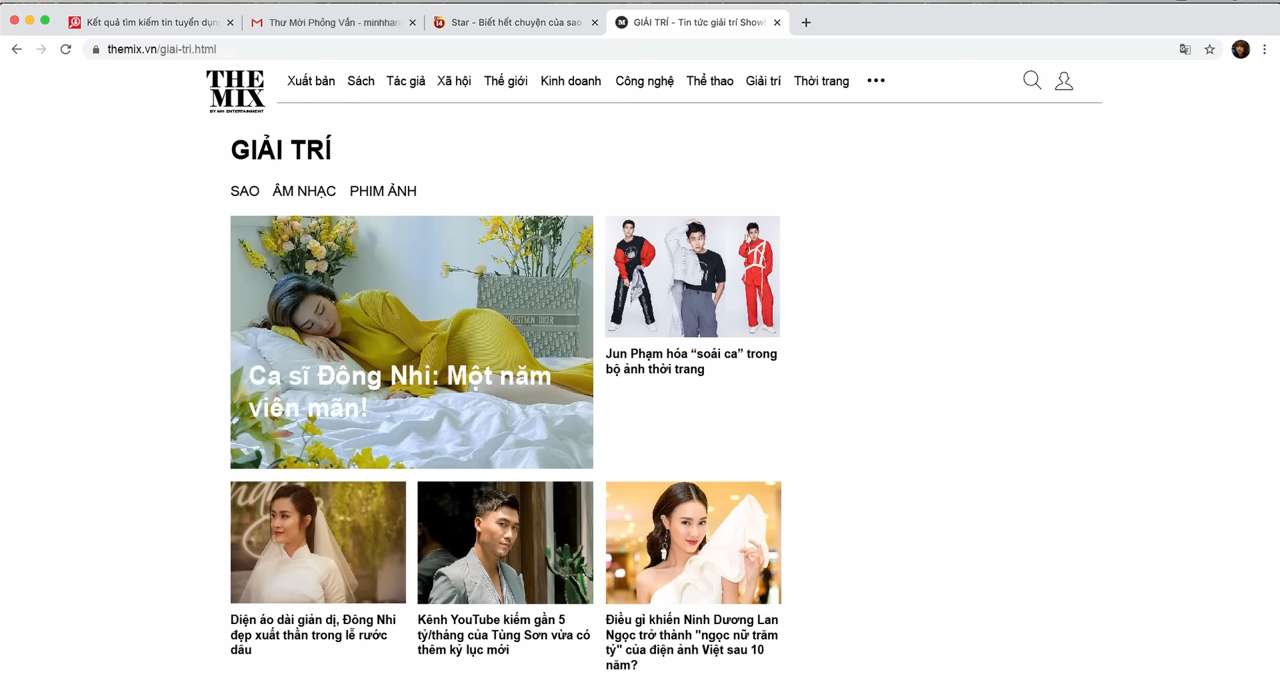 Kết quả tìm kiếm tin tuyển dụn
Thư Mời Phỏng Vấn - minhhan
Star - Biết hết chuyện của sao
GIẢI TRÍ - Tin tức giải trí Showb
themix.vn/giai-tri.html
THE
MIX
Xuất bản Sách Tác giả Xã hội Thế giới Kinh doanh Công nghệ Thể thao Giải trí Thời trang
GIẢI TRÍ
SAO ÂM NHẠC PHIM ẢNH
CHRISTIAN DIOR
Ca sĩ Đông Nhi: Một năm
viên mãn!
Jun Phạm hóa “soái ca” trong
bộ ảnh thời trang
Diện áo dài giản dị, Đông Nhi
đẹp xuất thần trong lễ rước
dâu
Kênh YouTube kiếm gần 5
tỷ/tháng của Tùng Sơn vừa có
thêm kỷ lục mới
Điều gì khiến Ninh Dương Lan
Ngọc trở thành "ngọc nữ trăm
tỷ" của điện ảnh Việt sau 10
năm?